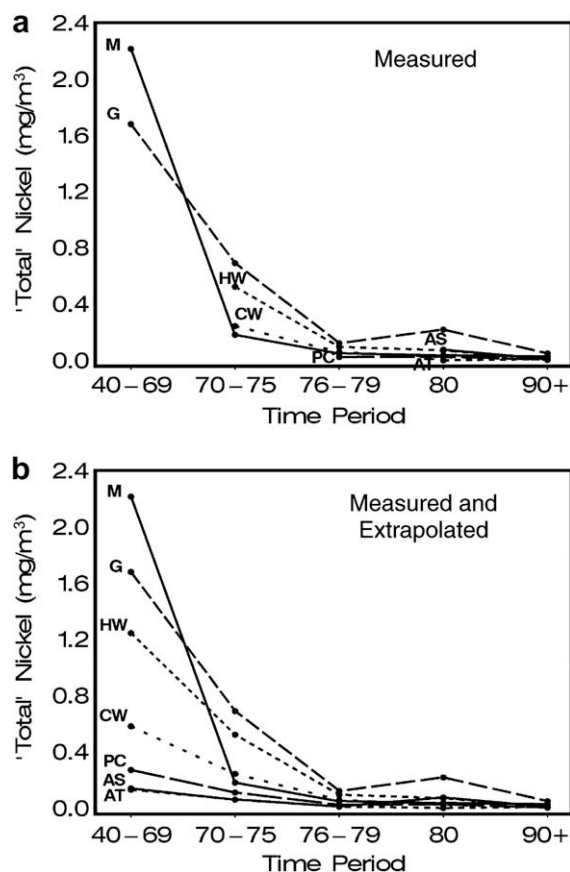 a
Measured
'Total' Nickel (mg/m³)
2.4
2.0
1.6
1.2
0.8
0.4
0.0
M
G
HW
CW
PC
AS
AT
40–69 70–75 76–79 80 90+
Time Period
b
Measured and
Extrapolated
'Total' Nickel (mg/m³)
2.4
2.0
1.6
1.2
0.8
0.4
0.0
M
G
HW
CW
PC
AS
AT
40–69 70–75 76–79 80 90+
Time Period